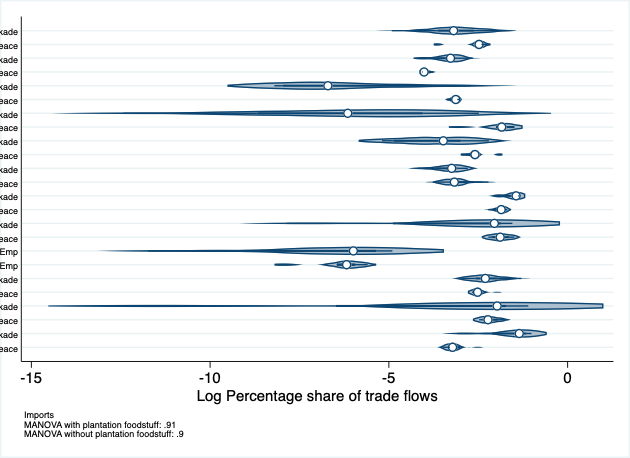 kade
eace
kade
eace
kade
eace
kade
eace
kade
eace
kade
eace
kade
eace
kade
eace
Emp
Emp
kade
eace
kade
eace
kade
eace
-15 -10 -5 0
Log Percentage share of trade flows
Imports
MANOVA with plantation foodstuff: .91
MANOVA without plantation foodstuff: .9